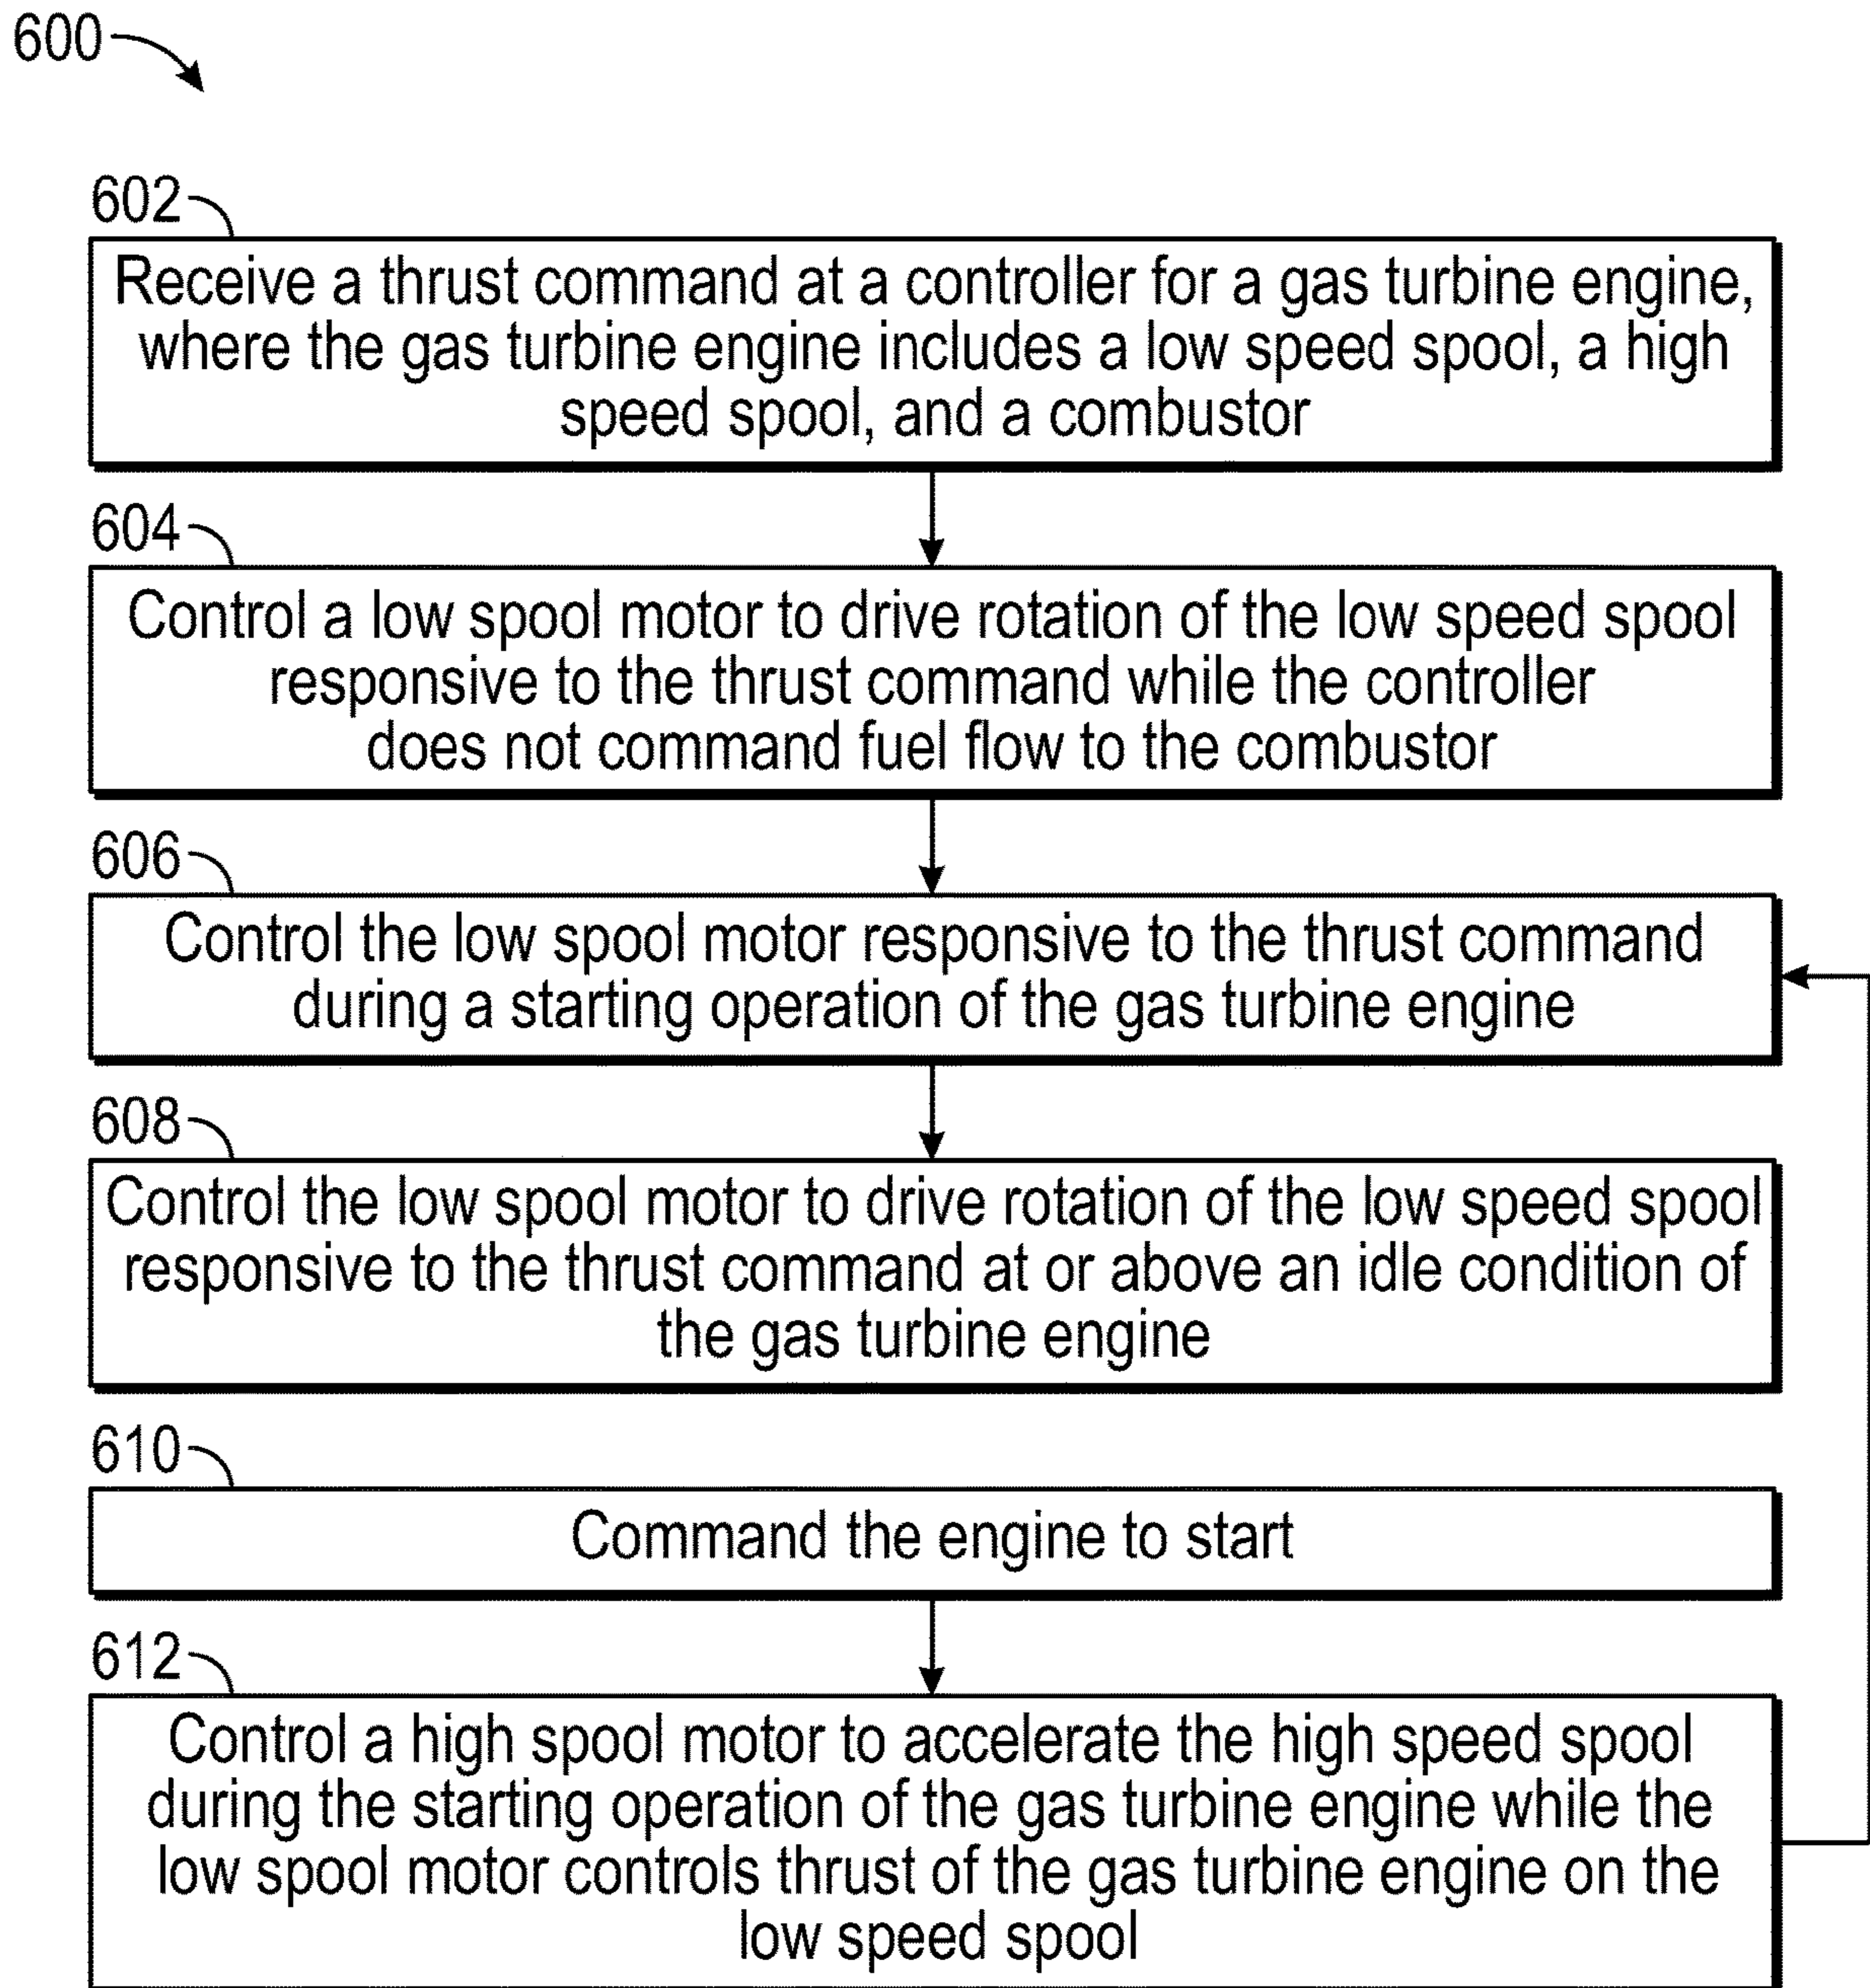 600
602
Receive a thrust command at a controller for a gas turbine engine,
where the gas turbine engine includes a low speed spool, a high
speed spool, and a combustor
604
Control a low spool motor to drive rotation of the low speed spool
responsive to the thrust command while the controller
does not command fuel flow to the combustor
606
Control the low spool motor responsive to the thrust command
during a starting operation of the gas turbine engine
608
Control the low spool motor to drive rotation of the low speed spool
responsive to the thrust command at or above an idle condition of
the gas turbine engine
610
Command the engine to start
612
Control a high spool motor to accelerate the high speed spool
during the starting operation of the gas turbine engine while the
low spool motor controls thrust of the gas turbine engine on the
low speed spool